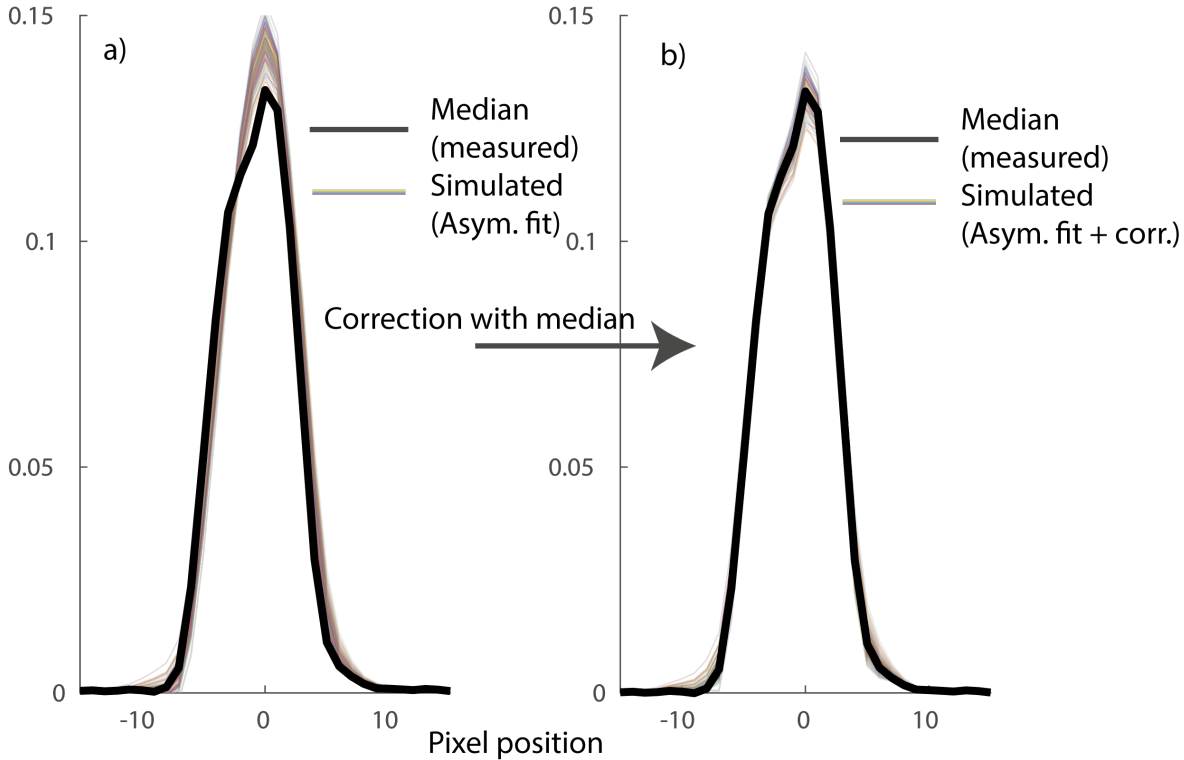 0.15
a)
Median
(measured)
Simulated
(Asym. fit)
0.1
0.05
0
-10
0
10
Correction with median
0.15
b)
Median
(measured)
Simulated
(Asym. fit + corr.)
0.1
0.05
0
-10
0
10
Pixel position